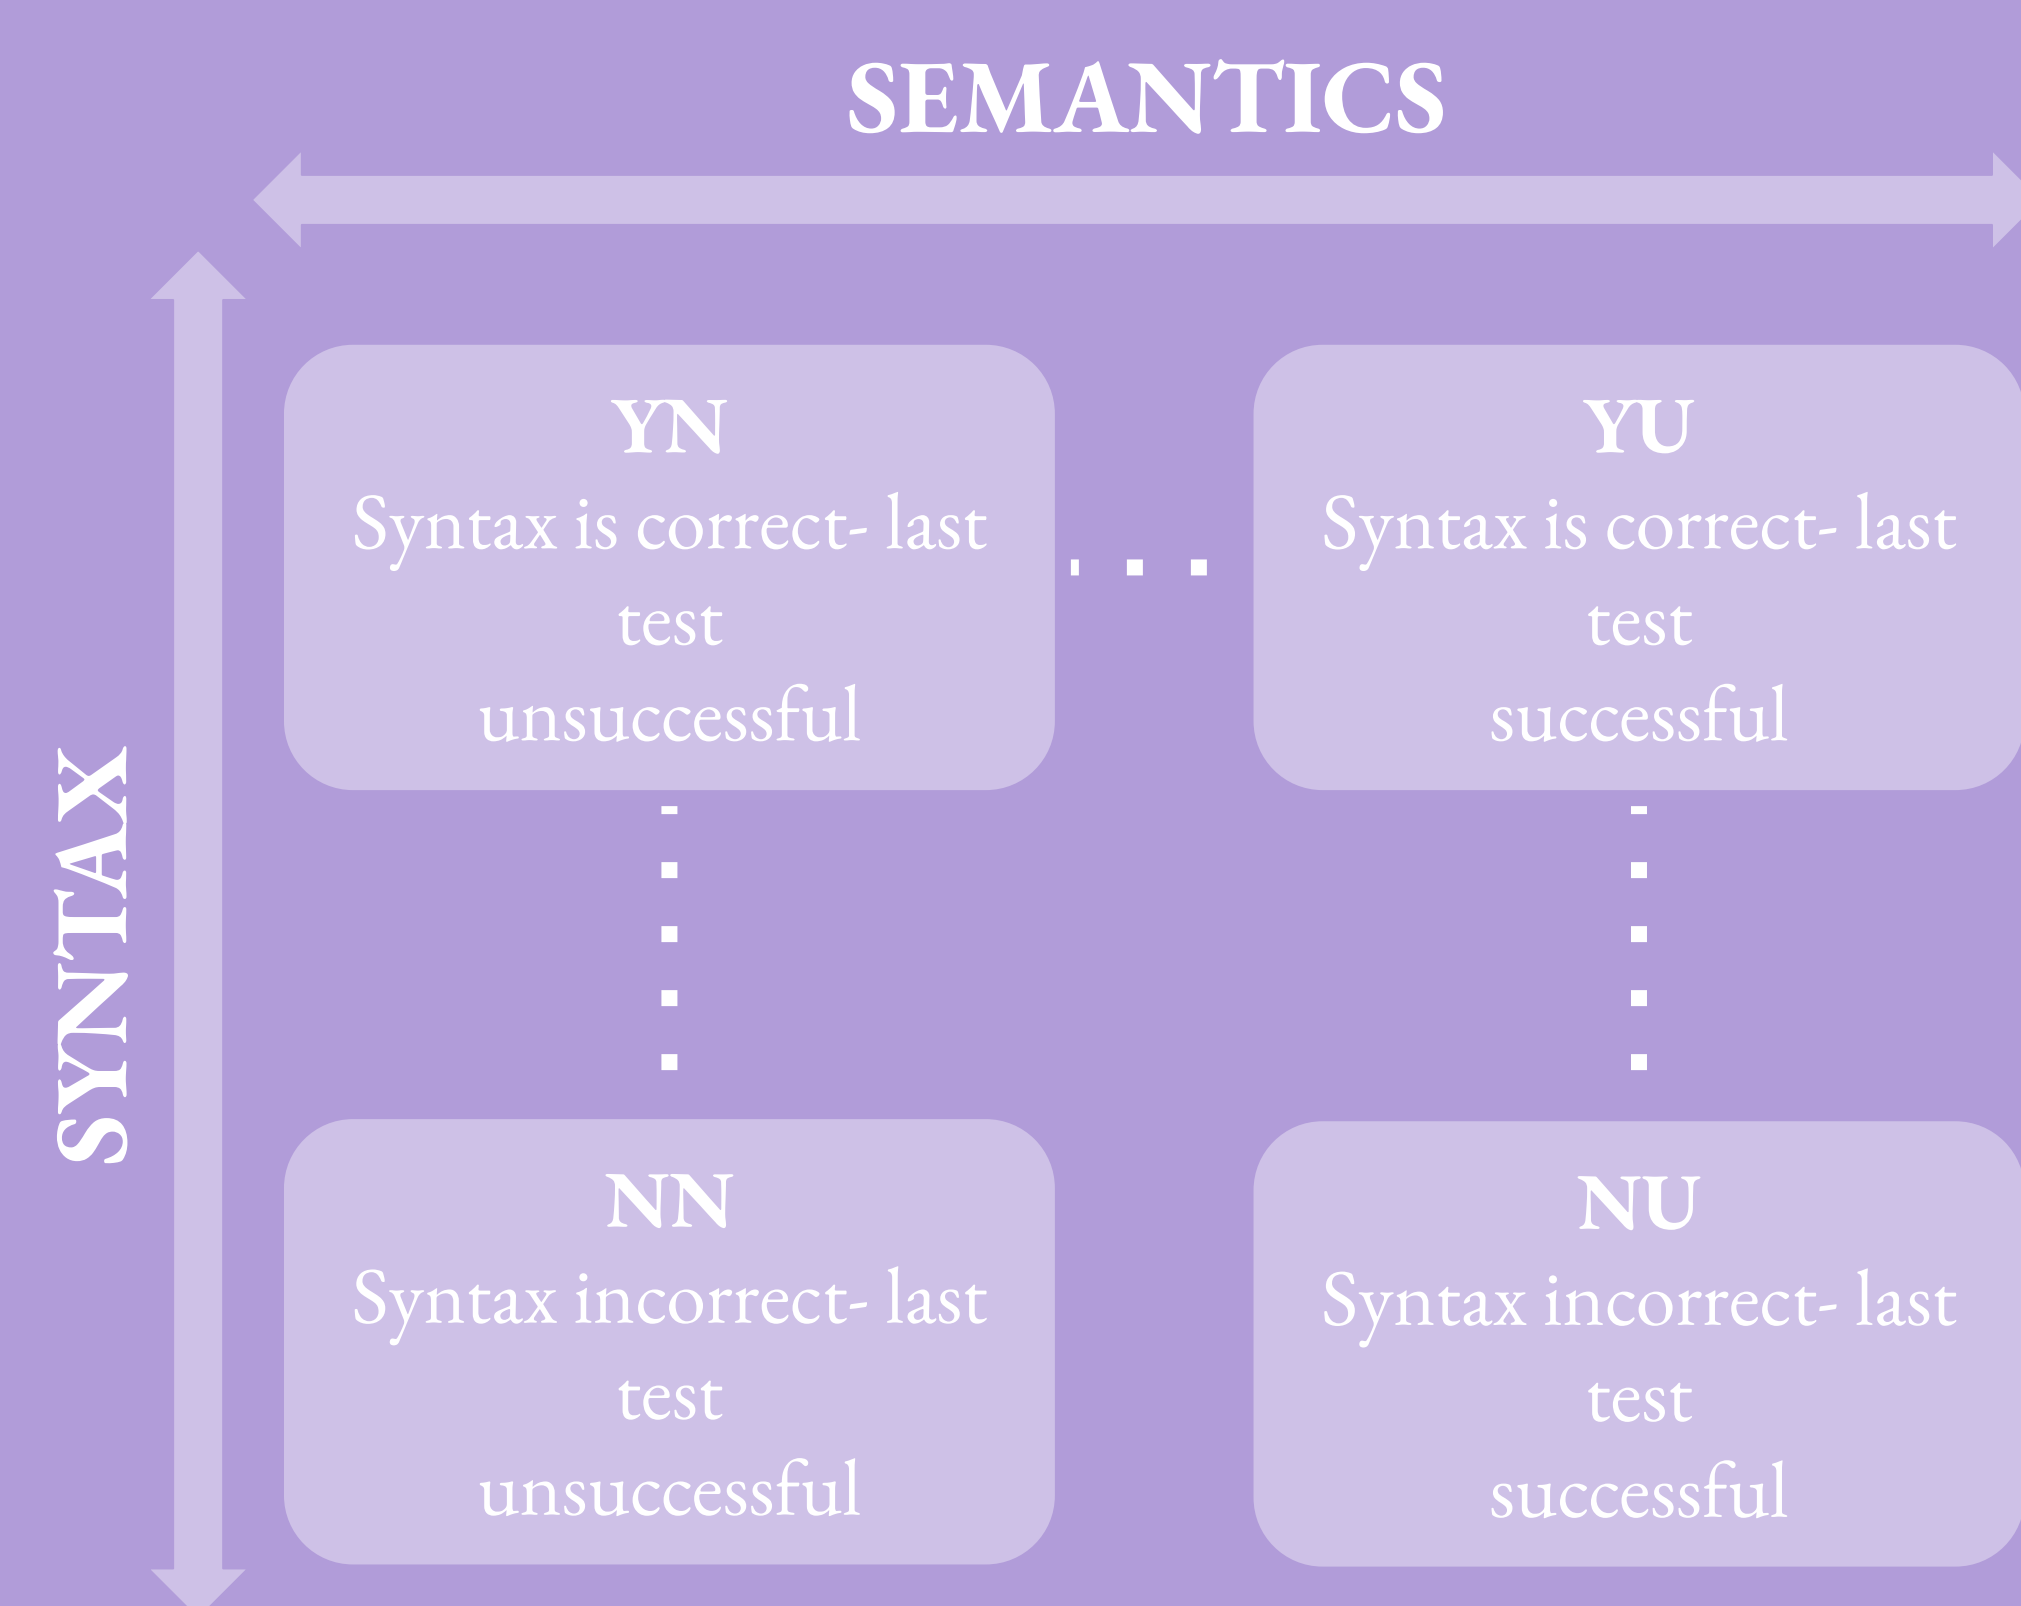 SEMANTICS
SYNTAX
YN
Syntax is correct- last
test
unsuccessful
YU
Syntax is correct- last
test
successful
NN
Syntax incorrect- last
test
unsuccessful
NU
Syntax incorrect- last
test
successful